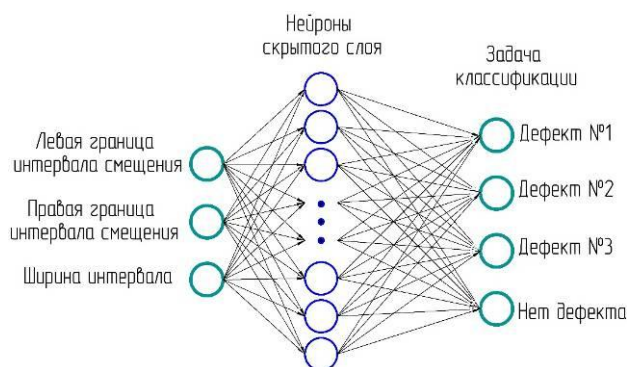 Нейроны
скрытого слоя
Задача
классификации
Левая граница
интервала смещения
Правая граница
интервала смещения
Ширина интервала
Дефект №1
Дефект №2
Дефект №3
Нет дефекта